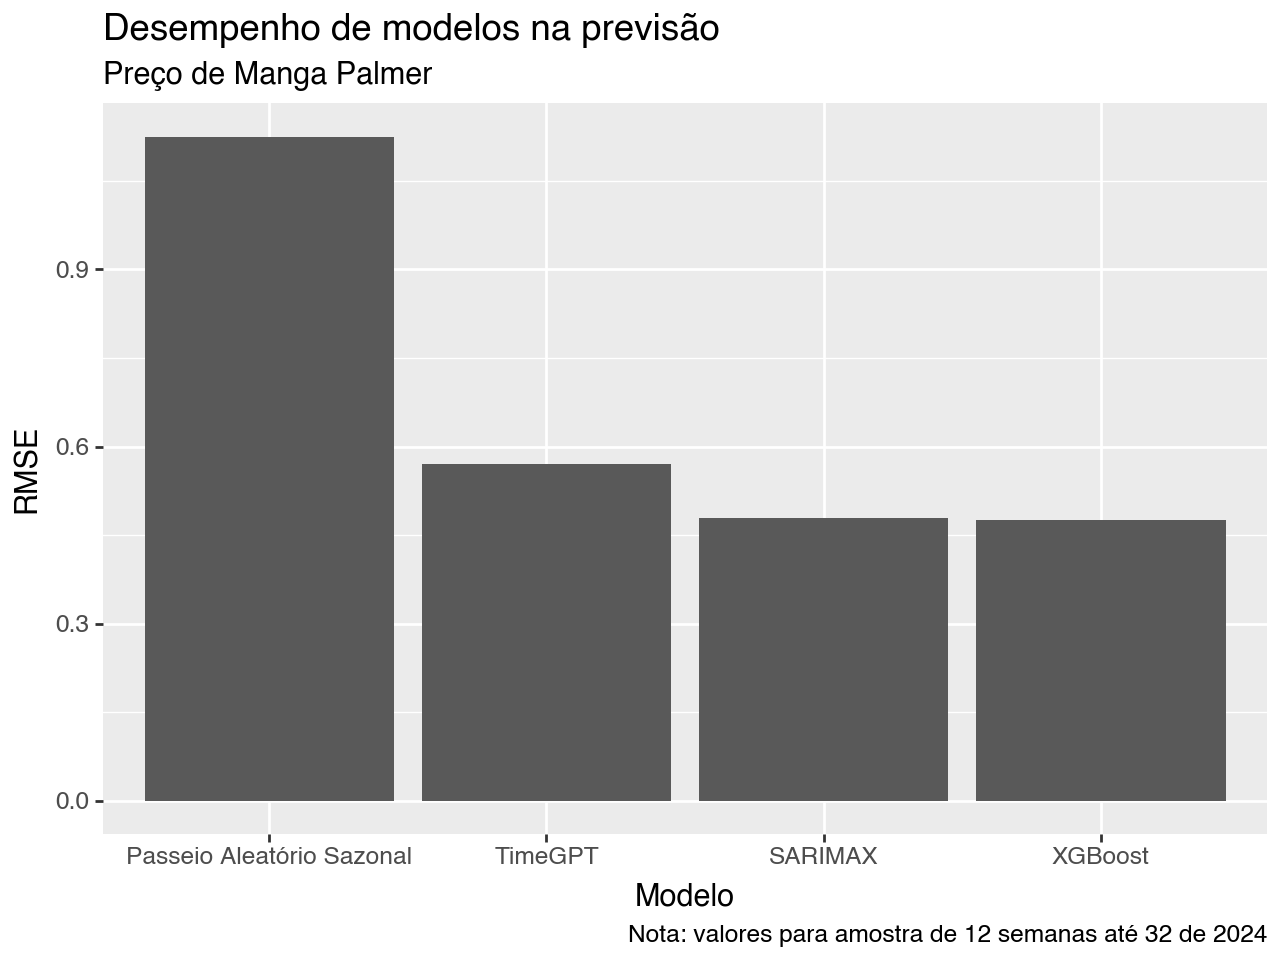 Desempenho de modelos na previsão
Preço de Manga Palmer
RMSE
0.9
0.6
0.3
0.0
Passeio Aleatório Sazonal
TimeGPT
SARIMAX
XGBoost
Modelo
Nota: valores para amostra de 12 semanas até 32 de 2024